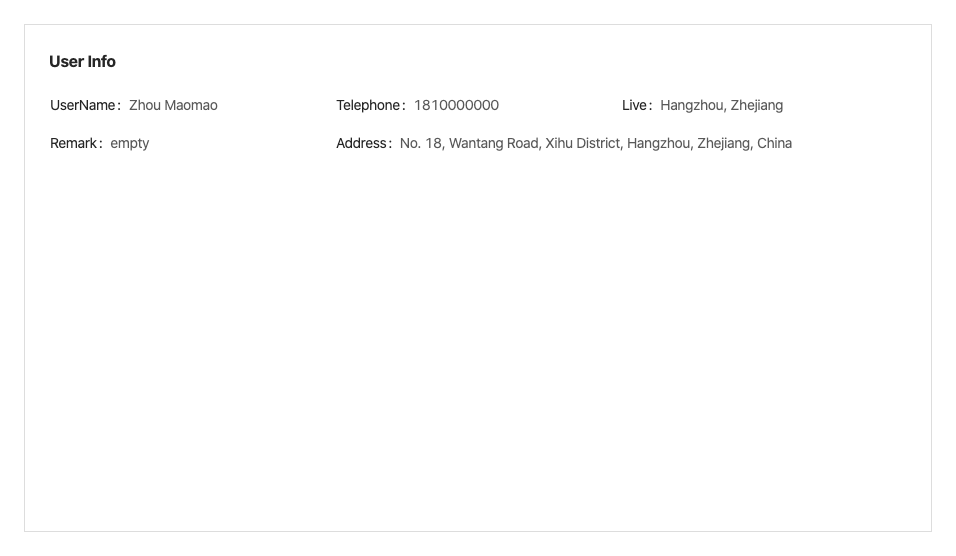 User Info
UserName: Zhou Maomao Telephone: 1810000000 Live: Hangzhou, Zhejiang
Remark: empty Address: No. 18, Wantang Road, Xihu District, Hangzhou, Zhejiang, China